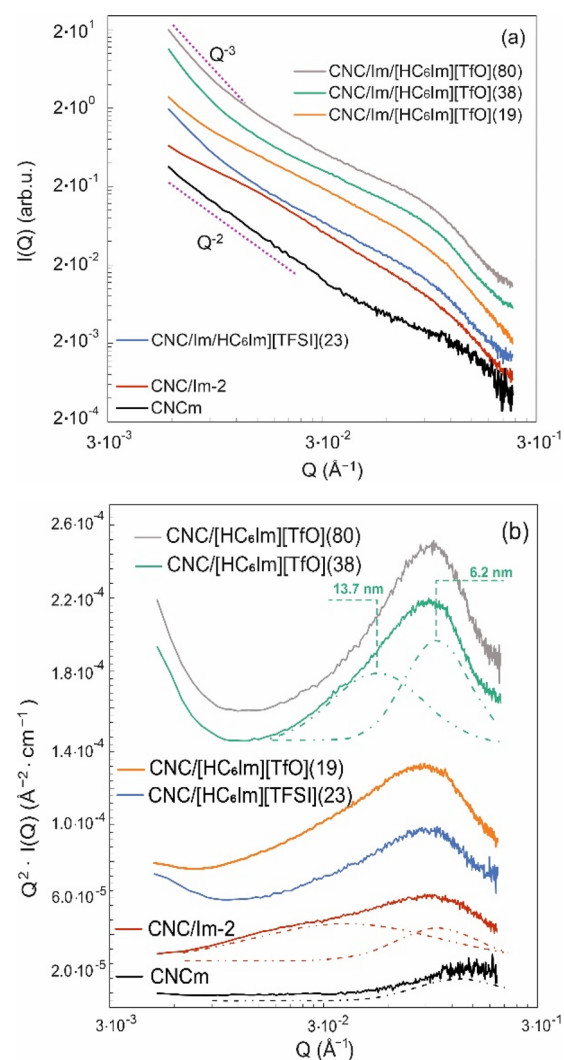 (a)
2·10¹
2·10⁰
2·10⁻¹
2·10⁻²
2·10⁻³
2·10⁻⁴
I(Q) (arb.u.)
Q⁻³
Q⁻²
CNC/Im/[HC₆Im][TfO](80)
CNC/Im/[HC₆Im][TfO](38)
CNC/Im/[HC₆Im][TfO](19)
CNC/Im/HC₆Im][TFSI](23)
CNC/Im-2
CNCm
3·10⁻³ 3·10⁻² 3·10⁻¹
Q (Å⁻¹)
(b)
2.6·10⁻⁴
2.2·10⁻⁴
1.8·10⁻⁴
1.4·10⁻⁴
1.0·10⁻⁴
6.0·10⁻⁵
2.0·10⁻⁵
Q² · I(Q) (Å⁻² · cm⁻¹)
CNC/[HC₆Im][TfO](80)
CNC/[HC₆Im][TfO](38)
13.7 nm
6.2 nm
CNC/[HC₆Im][TfO](19)
CNC/[HC₆Im][TFSI](23)
CNC/Im-2
CNCm
3·10⁻³ 3·10⁻² 3·10⁻¹
Q (Å⁻¹)